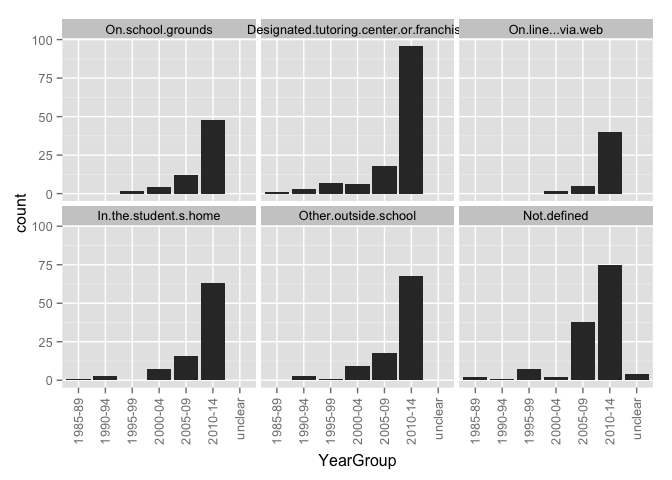 On.school.grounds
Designated.tutoring.center.or.franchis
On.line...via.web
100
75
50
25
0
In.the.student.s.home
Other.outside.school
Not.defined
100
75
50
25
0
count
1985-89
1990-94
1995-99
2000-04
2005-09
2010-14
unclear
1985-89
1990-94
1995-99
2000-04
2005-09
2010-14
unclear
1985-89
1990-94
1995-99
2000-04
2005-09
2010-14
unclear
YearGroup